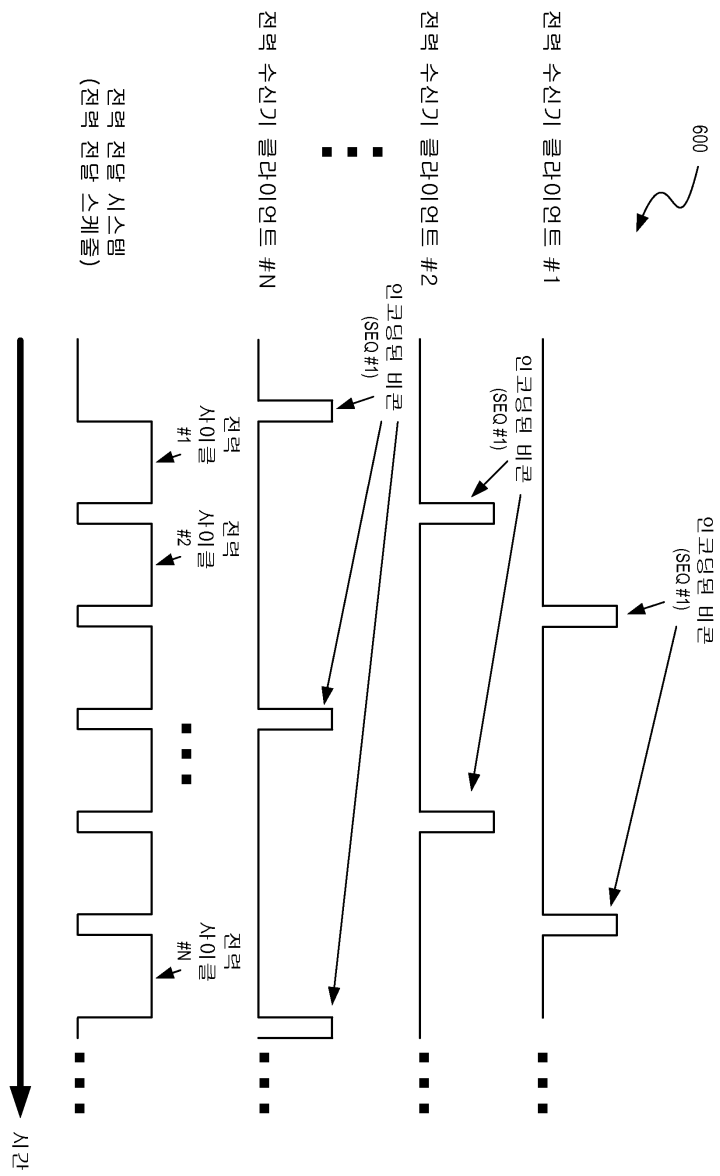 600
전력 수신기 클라이언트 #1
인코딩된 비콘
(SEQ #1)
전력 수신기 클라이언트 #2
인코딩된 비콘
(SEQ #1)
전력 수신기 클라이언트 #N
인코딩된 비콘
(SEQ #1)
전력 전달 시스템
(전력 전달 스케줄)
전력
사이클
#1
전력
사이클
#2
전력
사이클
#N
시간